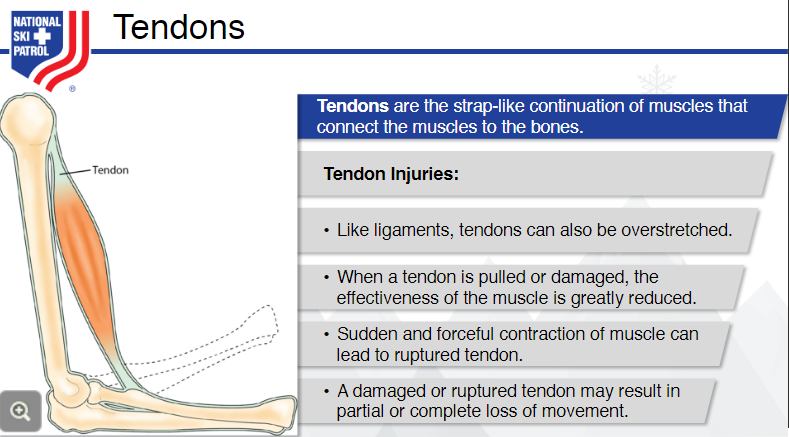 NATIONAL
SKI
PATROL
®
Tendons
Tendons are the strap-like continuation of muscles that
connect the muscles to the bones.
Tendon
Tendon Injuries:
• Like ligaments, tendons can also be overstretched.
• When a tendon is pulled or damaged, the
effectiveness of the muscle is greatly reduced.
• Sudden and forceful contraction of muscle can
lead to ruptured tendon.
• A damaged or ruptured tendon may result in
partial or complete loss of movement.